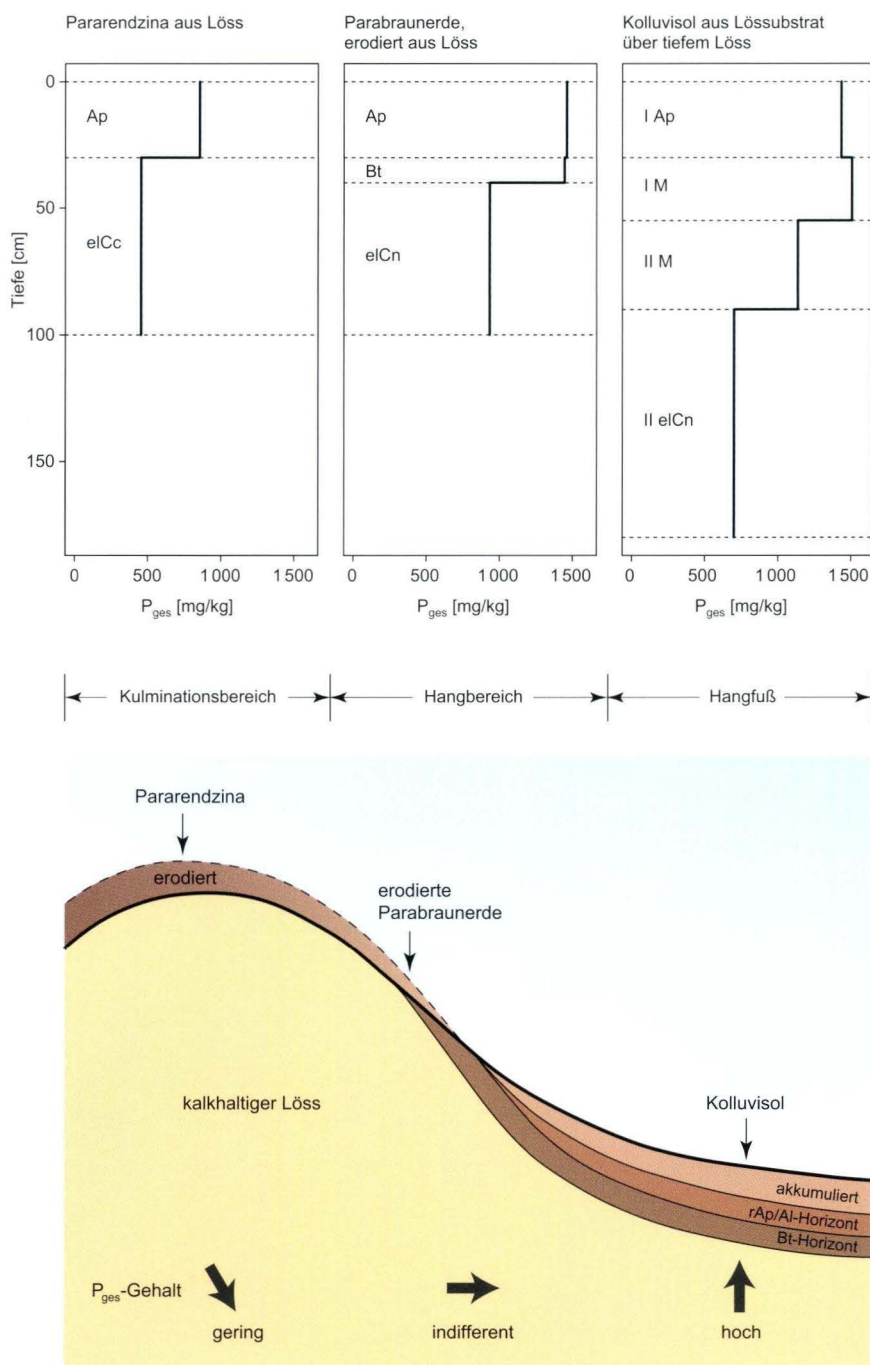 Pararendzina aus Löss
Parabraunerde,
erodiert aus Löss
Kolluvisol aus Lössubstrat
über tiefem Löss
Tiefe [cm]
0
50
100
150
Ap
elCc
0 500 1 000 1 500
P_ges [mg/kg]
Ap
Bt
elCn
0 500 1 000 1 500
P_ges [mg/kg]
I Ap
I M
II M
II elCn
0 500 1 000 1 500
P_ges [mg/kg]
Kulminationsbereich
Hangbereich
Hangfuß
Pararendzina
erodiert
erodierte
Parabraunerde
kalkhaltiger Löss
Kolluvisol
akkumuliert
rAp/Al-Horizont
Bt-Horizont
P_ges-Gehalt
gering
indifferent
hoch